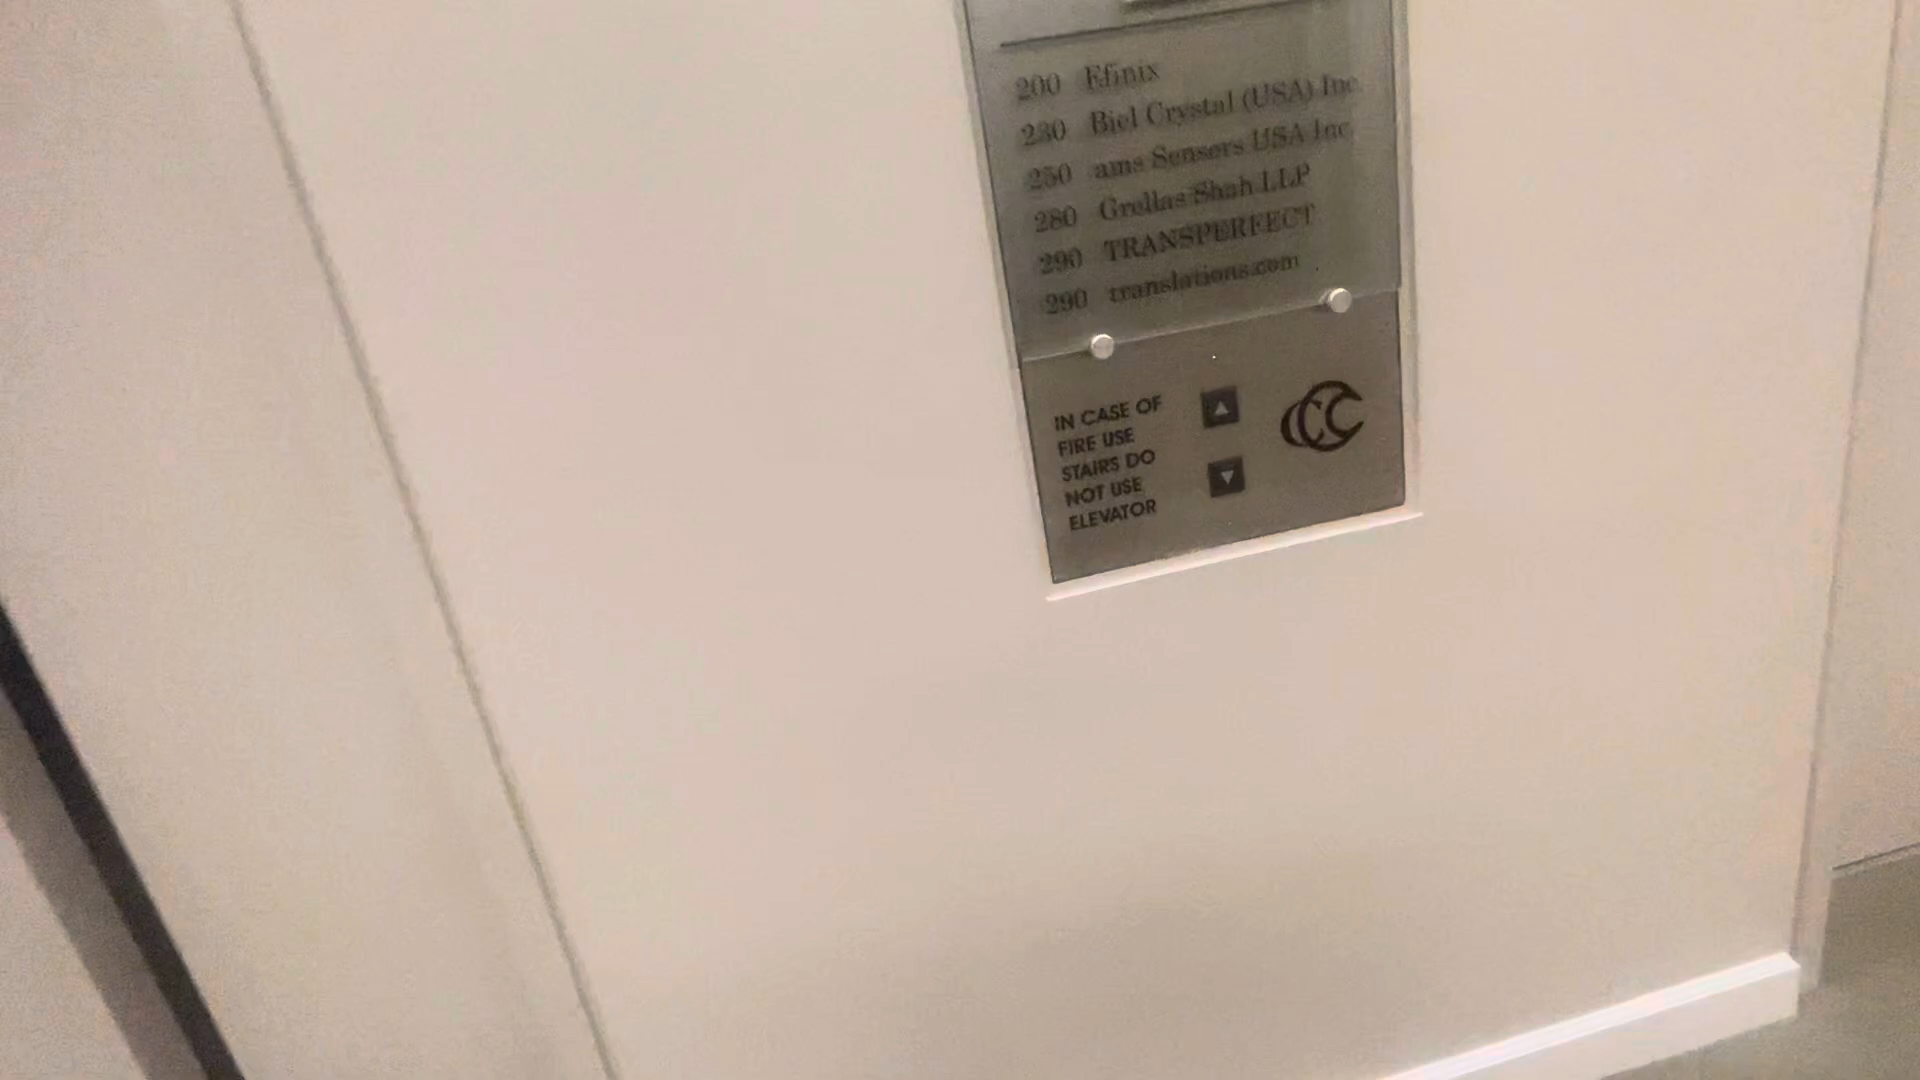 200 Efinix
230 Biel Crystal (USA) Inc.
250 ams Sensors USA Inc.
280 Grellas Shah LLP
290 TRANSPERFECT
290 translations.com
IN CASE OF
FIRE USE
STAIRS DO
NOT USE
ELEVATOR
CCC